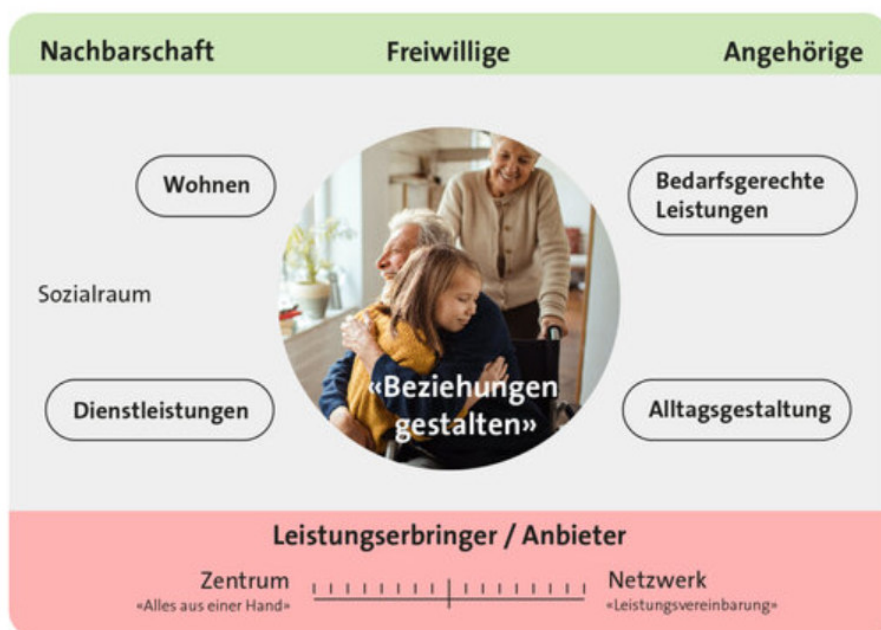 Nachbarschaft
Freiwillige
Angehörige
Wohnen
Bedarfsgerechte
Leistungen
Sozialraum
«Beziehungen
gestalten»
Dienstleistungen
Alltagsgestaltung
Leistungserbringer / Anbieter
Zentrum
«Alles aus einer Hand»
Netzwerk
«Leistungsvereinbarung»